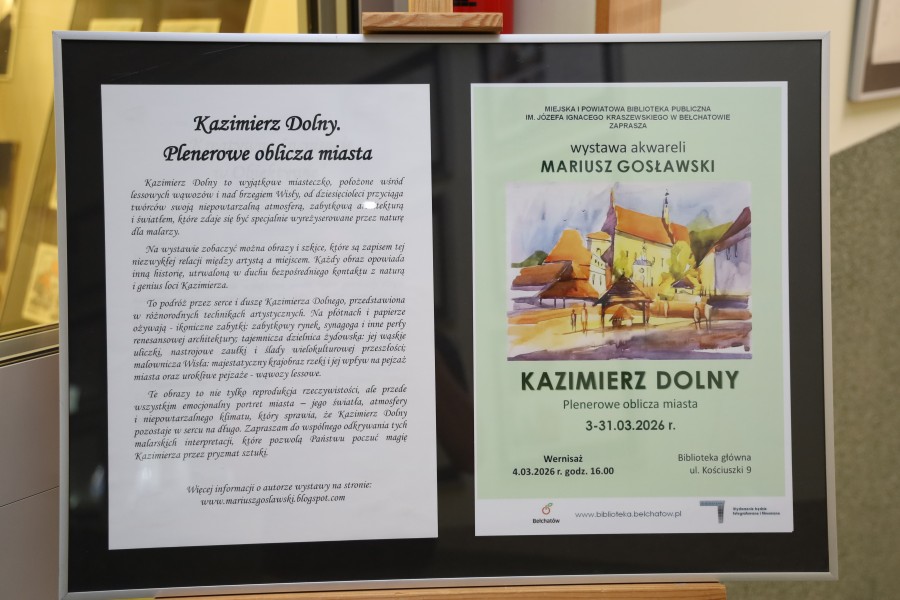 Kazimierz Dolny.
Plenerowe oblicza miasta
Kazimierz Dolny to wyjątkowe miasteczko, położone wśród
lessowych wąwozów i nad brzegiem Wisły, od dziesięcioleci przyciąga
twórców swoją niepowtarzalną atmosferą, zabytkową
i światłem, które zdaje się być specjalnie wyreżyserowane przez naturę
dla malarzy.
Na wystawie zobaczyć można obrazy i szkice, które są zapisem tej
niezwykłej relacji między artystą a miejscem. Każdy obraz opowiada
inną historię, utrwaloną w duchu bezpośredniego kontaktu z naturą
i genius loci Kazimierza.
To podróż przez serce i duszę Kazimierza Dolnego, przedstawiona
w różnorodnych technikach artystycznych. Na płótnach i papierze
ożywają - ikoniczne zabytki: zabytkowy rynek, synagoga i inne perły
renesansowej architektury; tajemnicza dzielnica żydowska: jej wąskie
uliczki, nastrojowe zaułki i ślady wielokulturowej przeszłości;
malownicza Wisła: majestatyczny krajobraz rzeki i jej wpływ na pejzaż
miasta oraz urokliwe pejzaże - wąwozy lessowe.
Te obrazy to nie tylko reprodukcja rzeczywistości, ale przede
wszystkim emocjonalny portret miasta – jego światła, atmosfery
i niepowtarzalnego klimatu, który sprawia, że Kazimierz Dolny
pozostaje w sercu na długo. Zapraszam do wspólnego odkrywania tych
malarskich interpretacji, które pozwolą Państwu poczuć magię
Kazimierza przez pryzmat sztuki.
Więcej informacji o autorze wystawy na stronie:
www.mariuszgoslawski.blogspot.com
MIEJSKA I POWIATOWA BIBLIOTEKA PUBLICZNA
IM. JÓZEFA IGNACEGO KRASZEWSKIEGO W BEŁCHATOWIE
ZAPRASZA
wystawa akwareli
MARIUSZ GOSŁAWSKI
KAZIMIERZ DOLNY
Plenerowe oblicza miasta
3-31.03.2026 r.
Wernisaż
4.03.2026 r. godz. 16.00
Biblioteka główna
ul. Kościuszki 9
Bełchatów
www.biblioteka.belchatow.pl